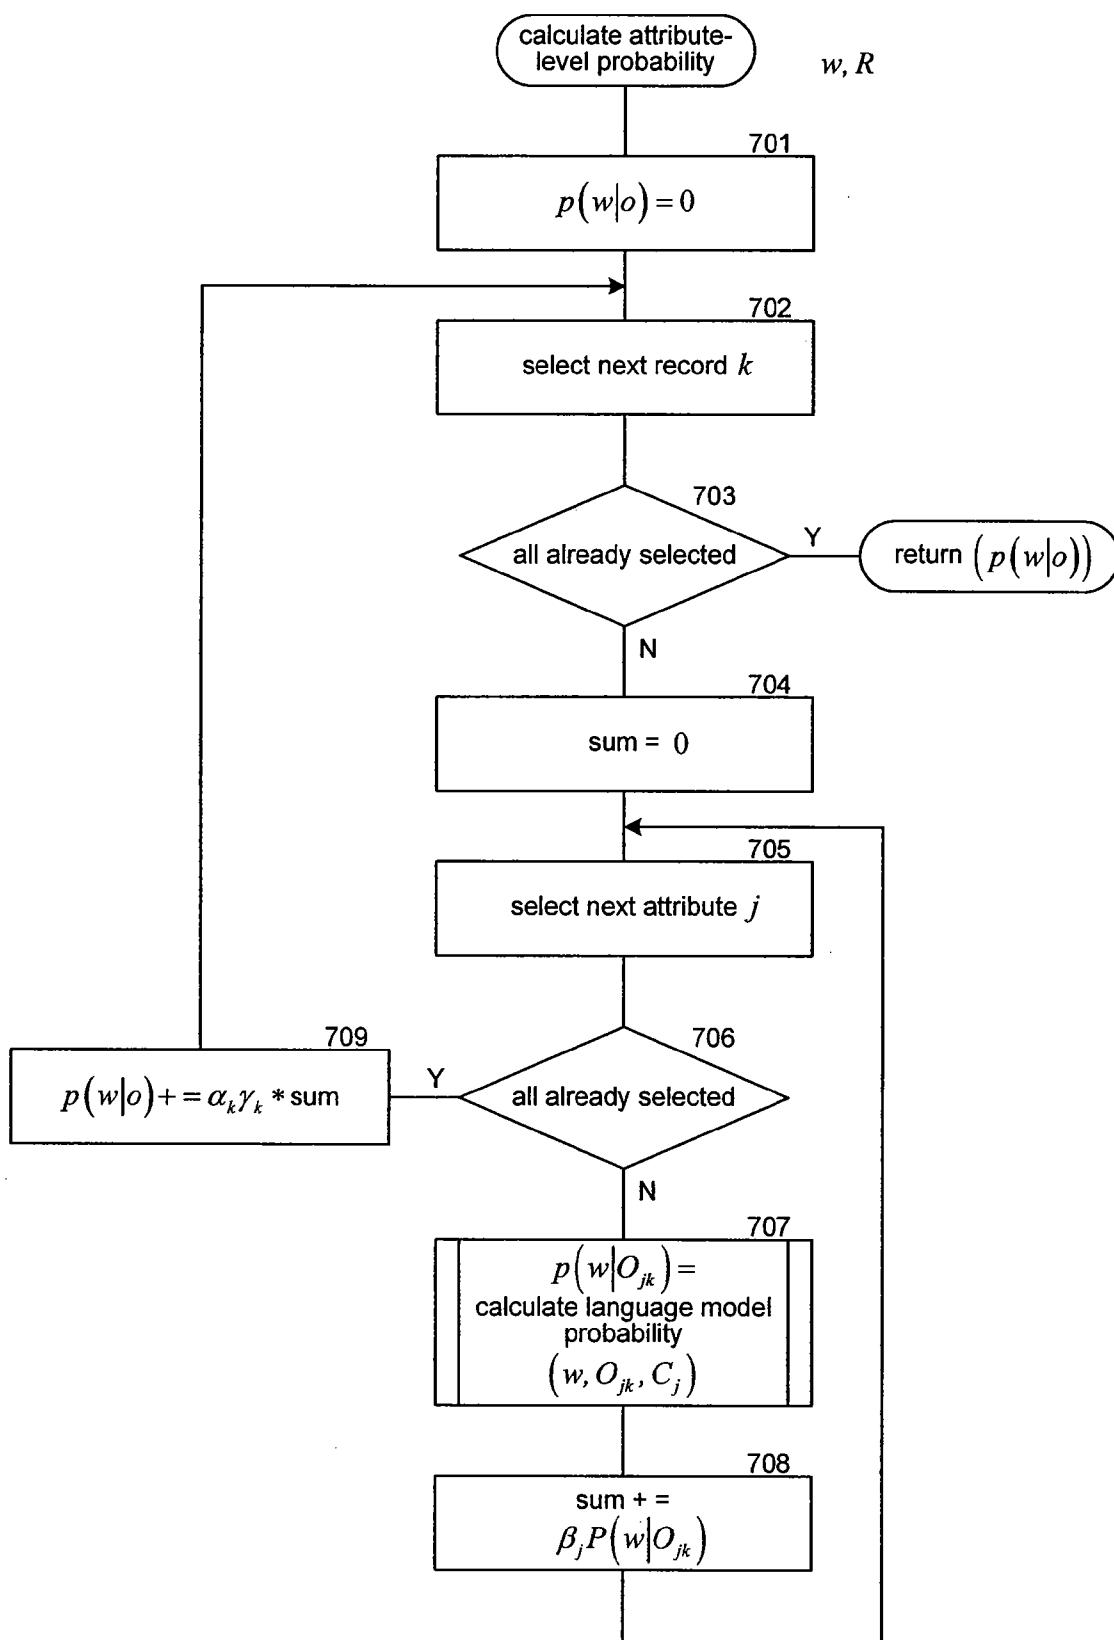 calculate attribute-
level probability
w, R
701
p(w|o) = 0
702
select next record k
703
all already selected
Y
return (p(w|o))
N
704
sum = 0
705
select next attribute j
706
all already selected
Y
709
p(w|o) + = α_k γ_k * sum
N
707
p(w|O_jk) =
calculate language model
probability
(w, O_jk, C_j)
708
sum + =
β_j P(w|O_jk)